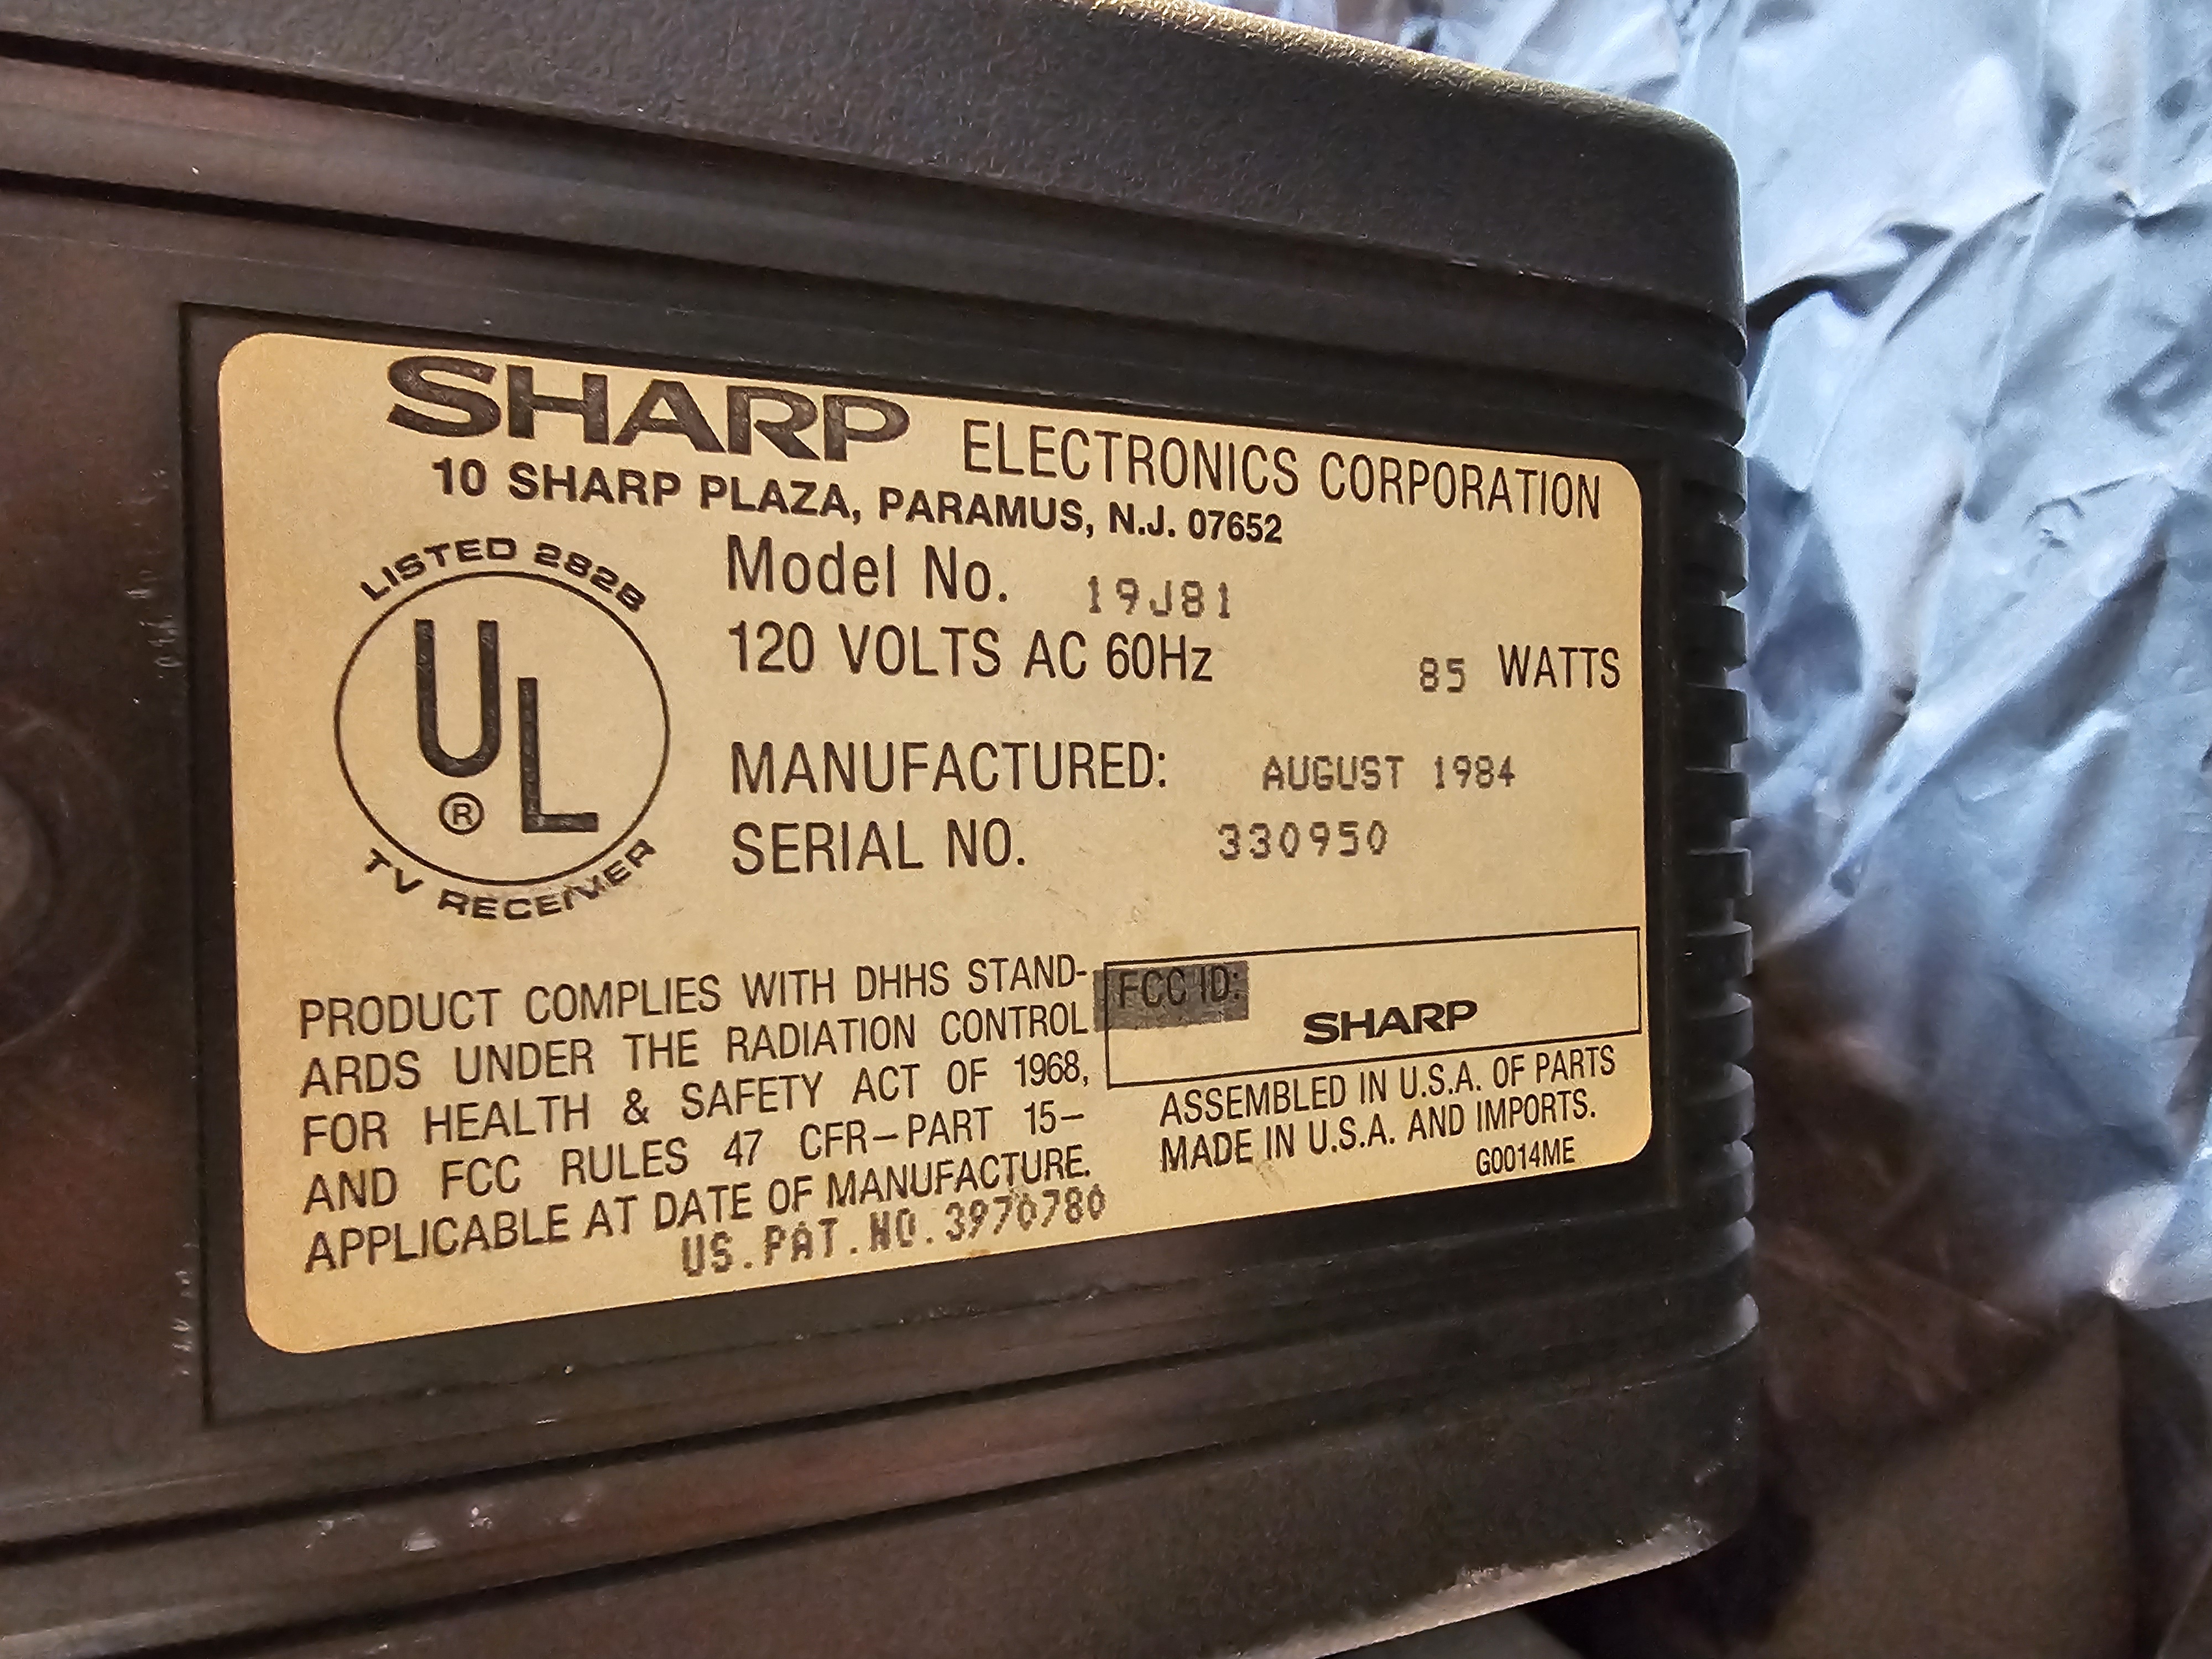 SHARP ELECTRONICS CORPORATION
10 SHARP PLAZA, PARAMUS, N.J. 07652
LISTED 2828
UL
®
TV RECEIVER
Model No. 19J81
120 VOLTS AC 60Hz 85 WATTS
MANUFACTURED: AUGUST 1984
SERIAL NO. 330950
PRODUCT COMPLIES WITH DHHS STAND-
ARDS UNDER THE RADIATION CONTROL
FOR HEALTH & SAFETY ACT OF 1968,
AND FCC RULES 47 CFR–PART 15–
APPLICABLE AT DATE OF MANUFACTURE.
US.PAT.NO.3970780
FCC ID:
SHARP
ASSEMBLED IN U.S.A. OF PARTS
MADE IN U.S.A. AND IMPORTS.
G0014ME